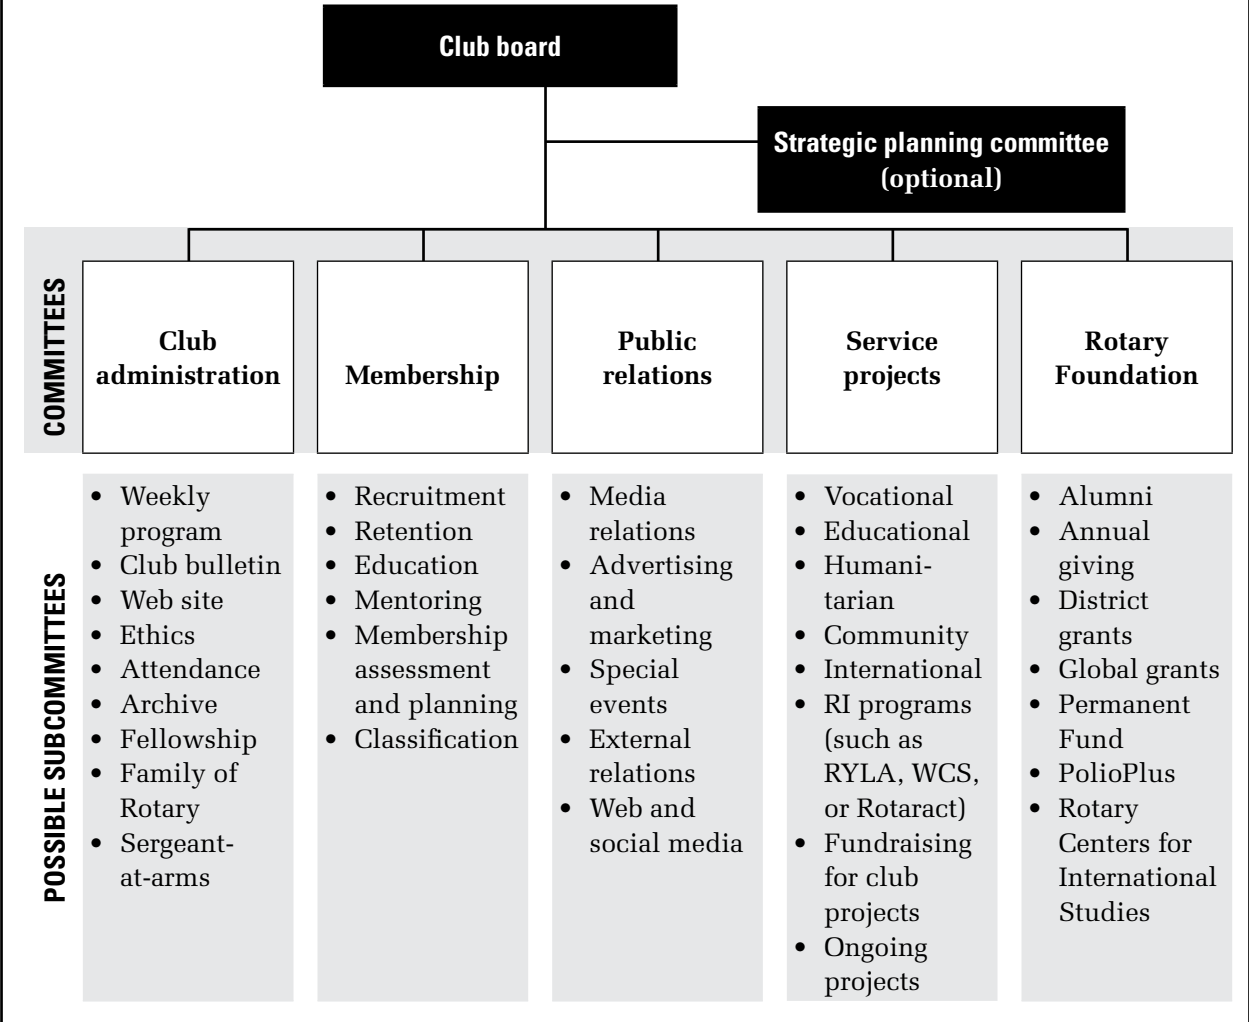 Club board
Strategic planning committee
(optional)
COMMITTEES
Club
administration
Membership
Public
relations
Service
projects
Rotary
Foundation
POSSIBLE SUBCOMMITTEES
• Weekly
program
• Club bulletin
• Web site
• Ethics
• Attendance
• Archive
• Fellowship
• Family of
Rotary
• Sergeant-
at-arms
• Recruitment
• Retention
• Education
• Mentoring
• Membership
assessment
and planning
• Classification
• Media
relations
• Advertising
and
marketing
• Special
events
• External
relations
• Web and
social media
• Vocational
• Educational
• Humani-
tarian
• Community
• International
• RI programs
(such as
RYLA, WCS,
or Rotaract)
• Fundraising
for club
projects
• Ongoing
projects
• Alumni
• Annual
giving
• District
grants
• Global grants
• Permanent
Fund
• PolioPlus
• Rotary
Centers for
International
Studies